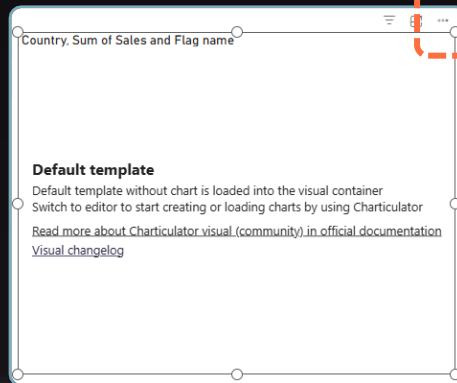 Country, Sum of Sales and Flag name
Default template
Default template without chart is loaded into the visual container
Switch to editor to start creating or loading charts by using Charticulator
Read more about Charticulator visual (community) in official documentation
Visual changelog